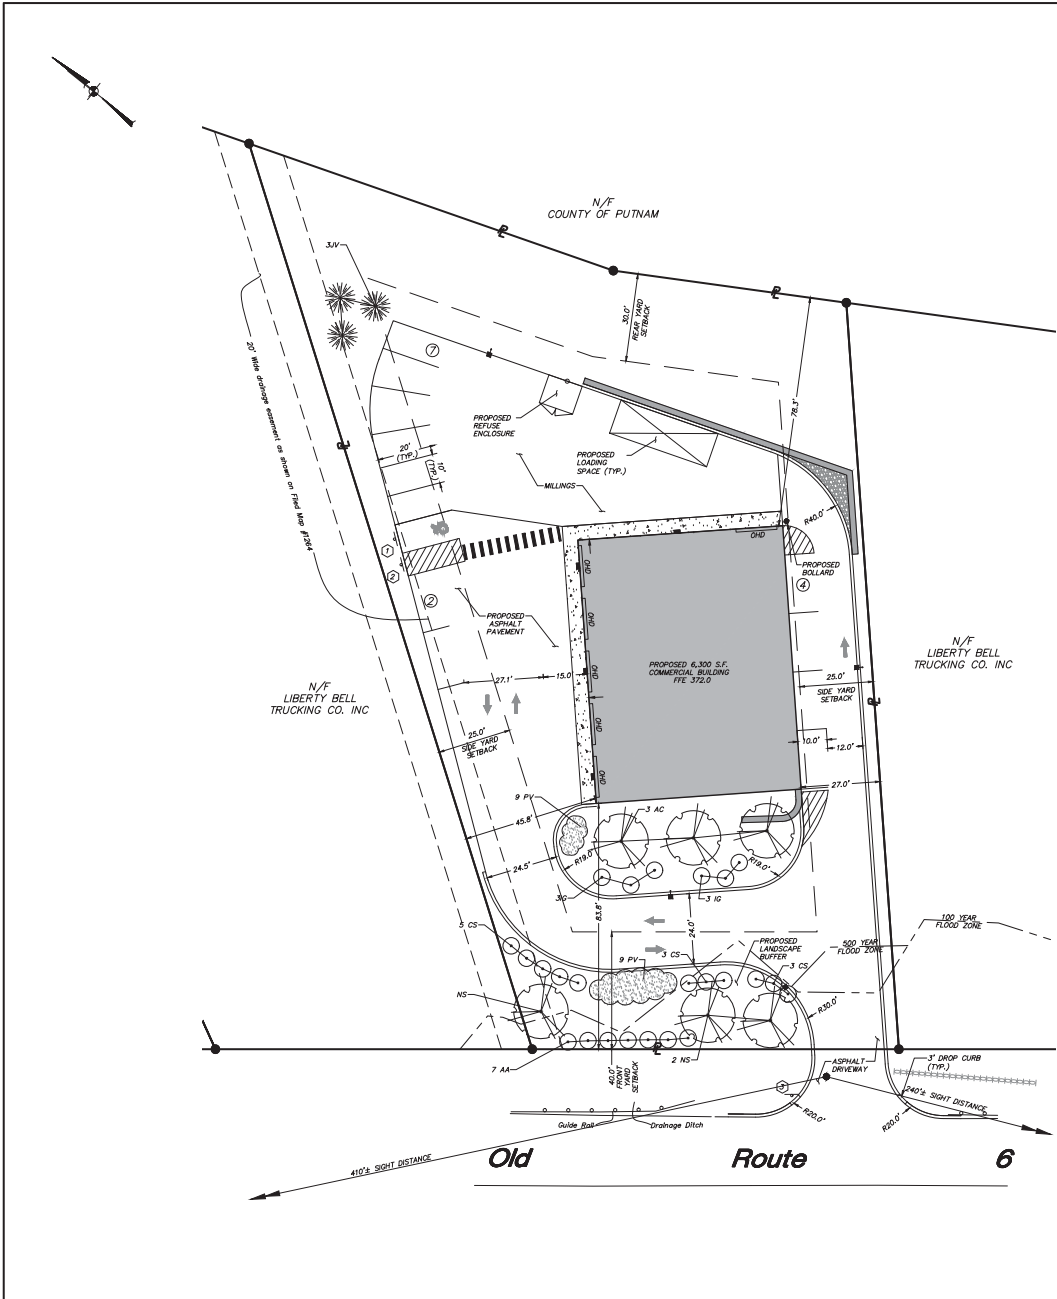 N/F
COUNTY OF PUTNAM
3JV
30.0'
REAR YARD
SETBACK
78.3'
7
20' Wide drainage easement as shown on Filed Map #1264
PROPOSED
REFUSE
ENCLOSURE
PROPOSED
LOADING
SPACE (TYP.)
20'
(TYP.)
10'
(TYP.)
MILLINGS
R40.0'
OHD
1
2
PROPOSED
BOLLARD
4
2
PROPOSED
ASPHALT
PAVEMENT
OHD
OHD
OHD
OHD
OHD
PROPOSED 6,300 S.F.
COMMERCIAL BUILDING
FFE 372.0
N/F
LIBERTY BELL
TRUCKING CO. INC
N/F
LIBERTY BELL
TRUCKING CO. INC
27.1'
15.0
25.0'
SIDE YARD
SETBACK
25.0'
SIDE YARD
SETBACK
10.0'
12.0'
27.0'
9 PV
3 AC
45.8'
24.5'
R19.0'
R19.0'
3IG
3 IG
83.8'
24.0'
5 CS
9 PV
3 CS
PROPOSED
LANDSCAPE
BUFFER
3 CS
500 YEAR
FLOOD ZONE
100 YEAR
FLOOD ZONE
NS
R30.0'
7 AA
40.0'
FRONT
YARD
SETBACK
2 NS
ASPHALT
DRIVEWAY
3' DROP CURB
(TYP.)
3
240'± SIGHT DISTANCE
R20.0'
R20.0'
Guide Rail
Drainage Ditch
410'± SIGHT DISTANCE
Old Route 6